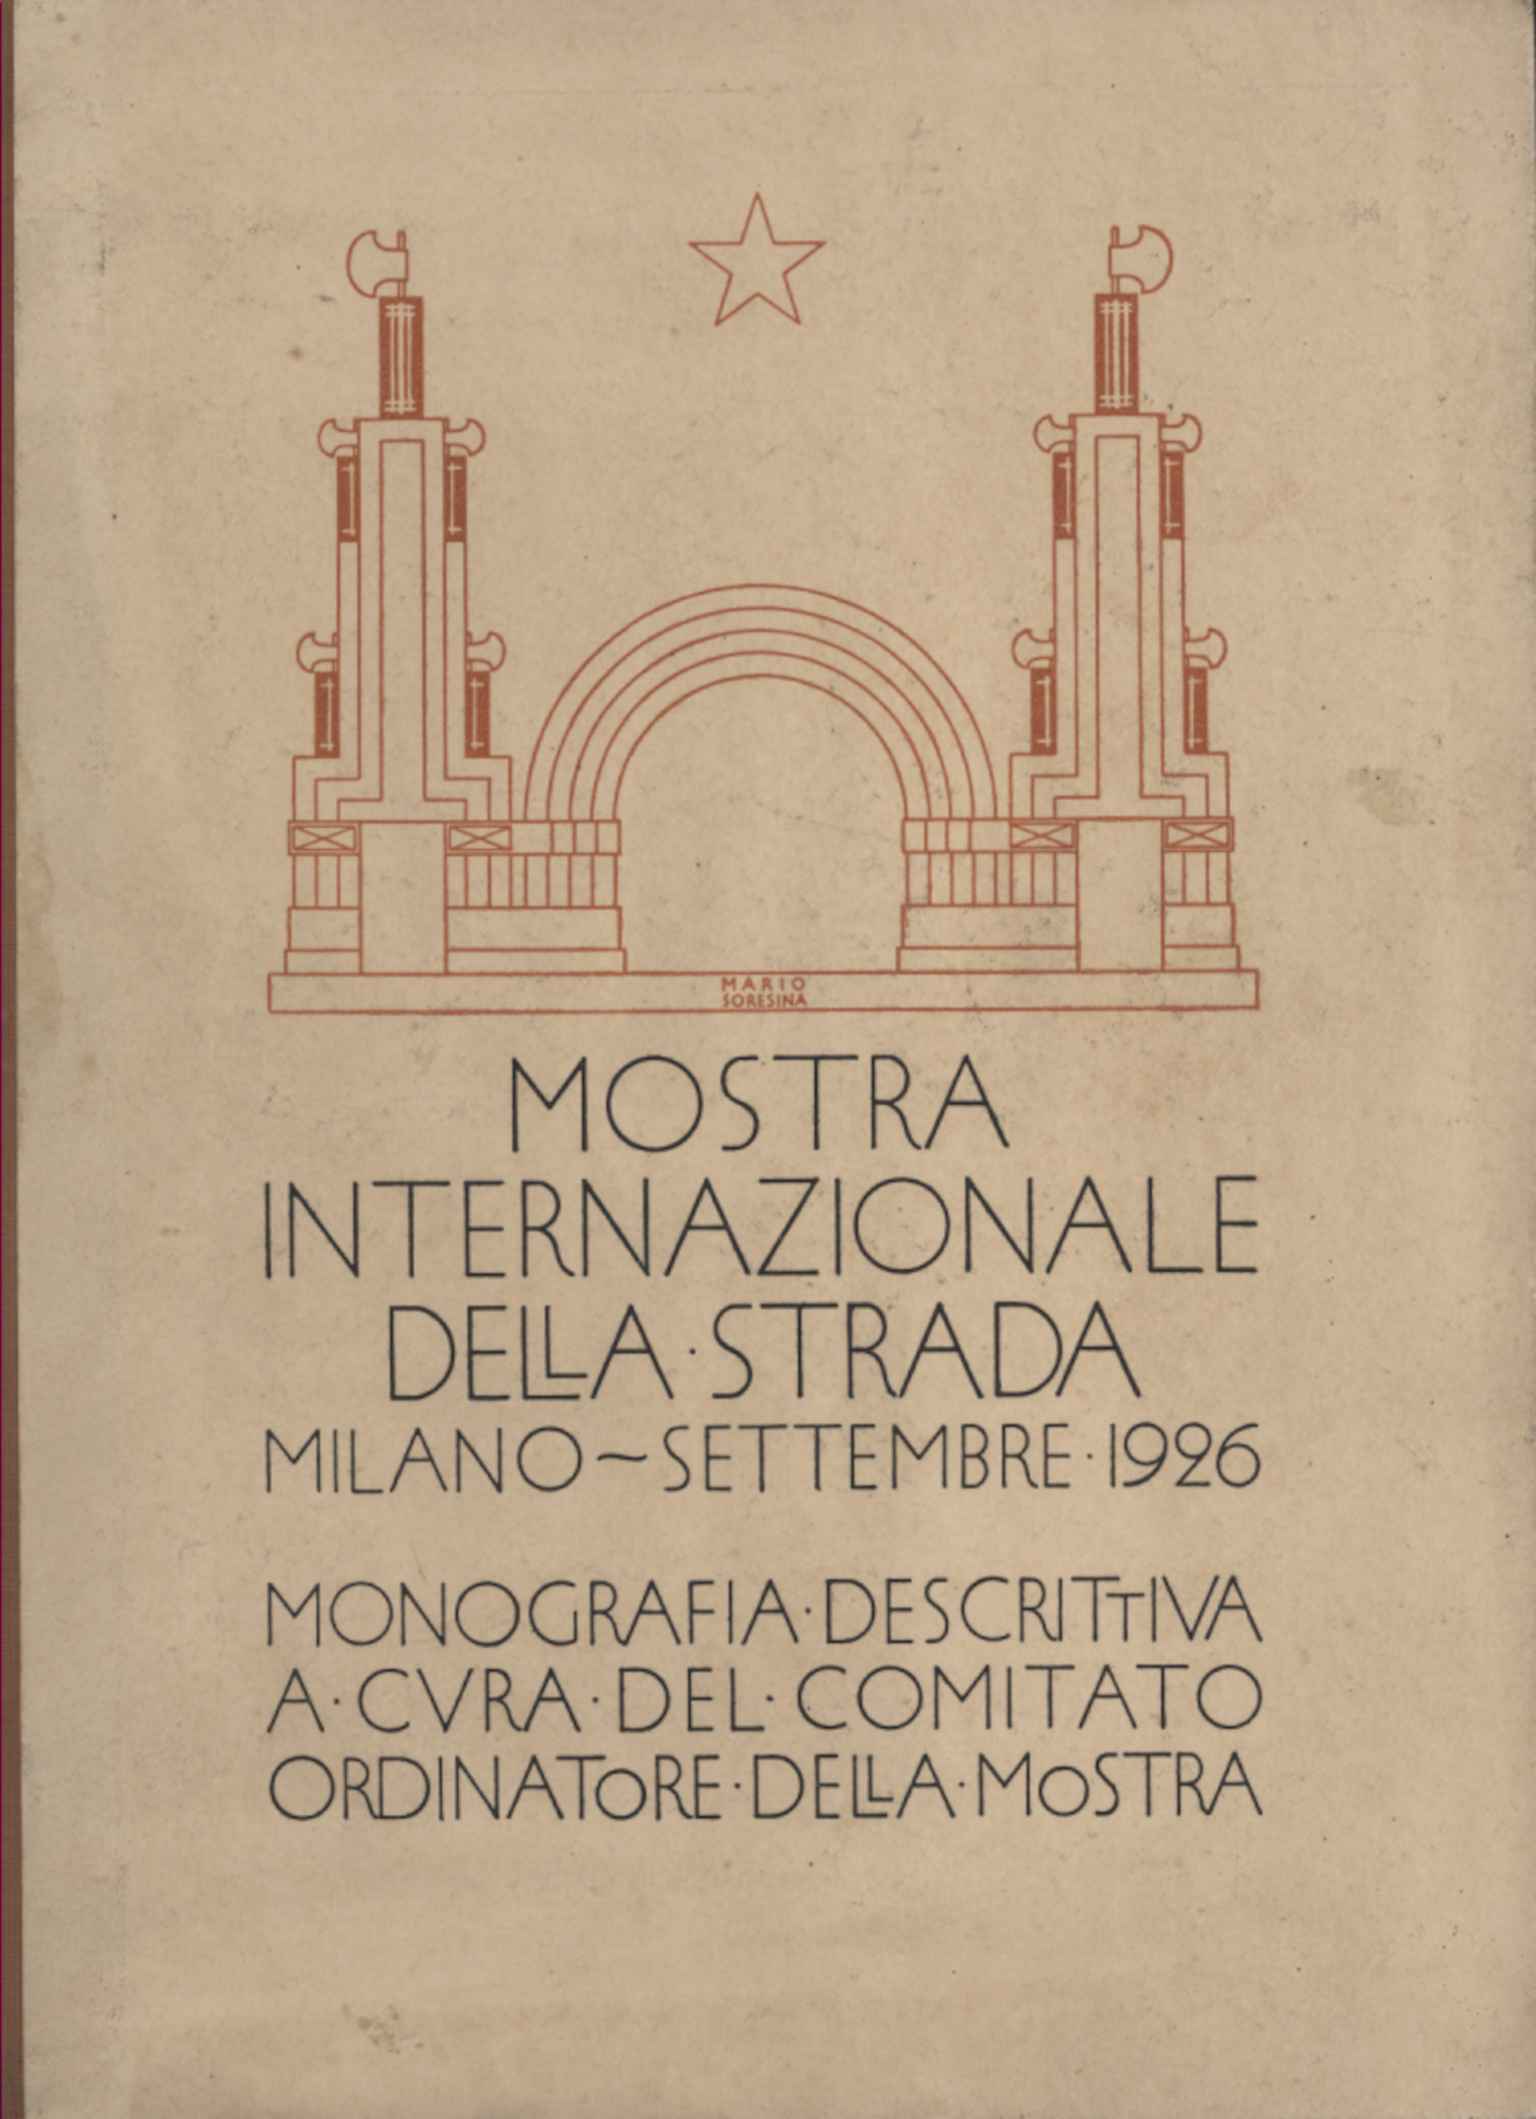 MARIO
SORESINA
MOSTRA
INTERNAZIONALE
DELLA·STRADA
MILANO~SETTEMBRE·1926
MONOGRAFIA·DESCRITTIVA
A·CVRA·DEL·COMITATO
ORDINATORE·DELLA·MOSTRA